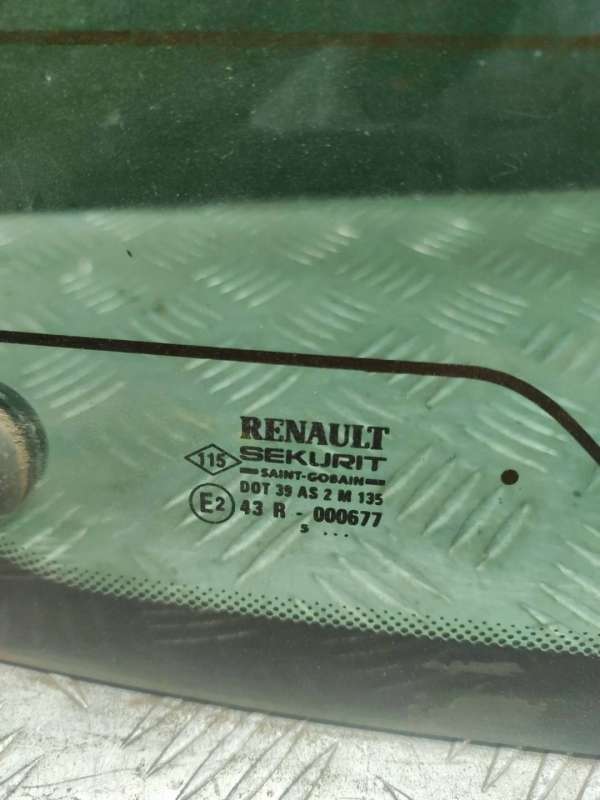 RENAULT
115 SEKURIT
SAINT-GOBAIN
DOT 39 AS 2 M 135
E2 43 R - 000677
s ...